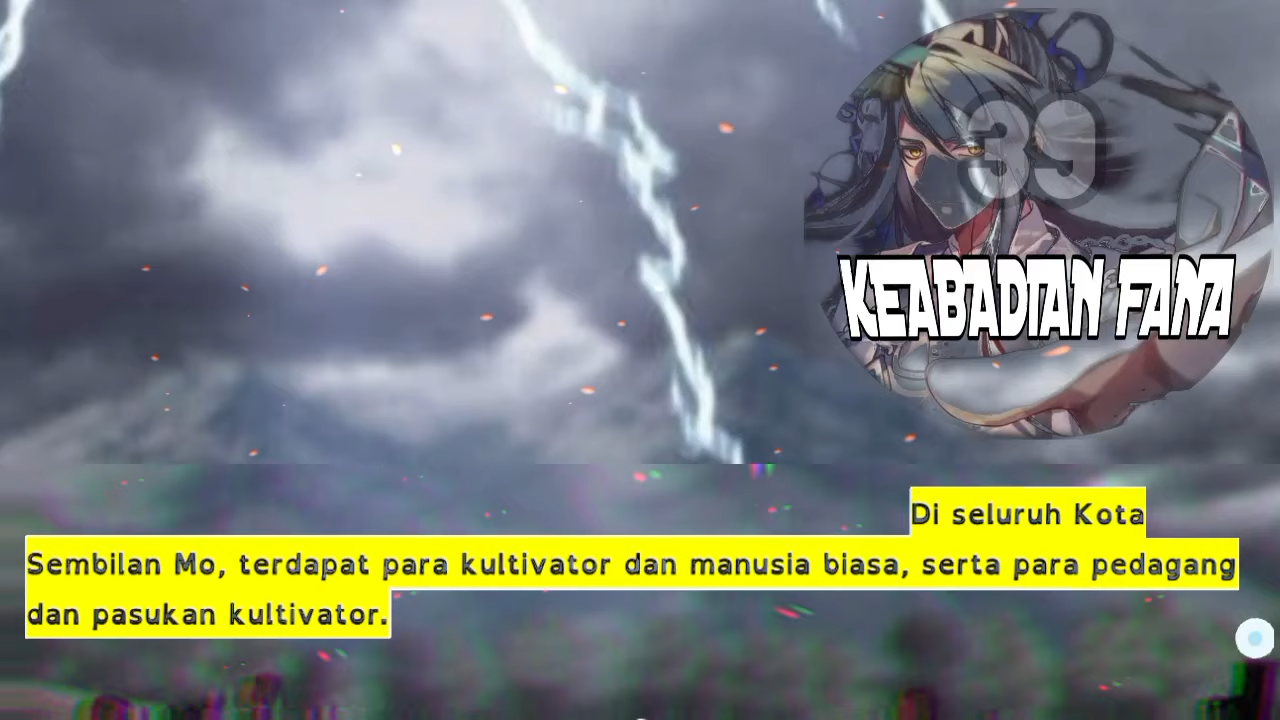 39
KEABADIAN FANA
Di seluruh Kota
Sembilan Mo, terdapat para kultivator dan manusia biasa, serta para pedagang
dan pasukan kultivator.